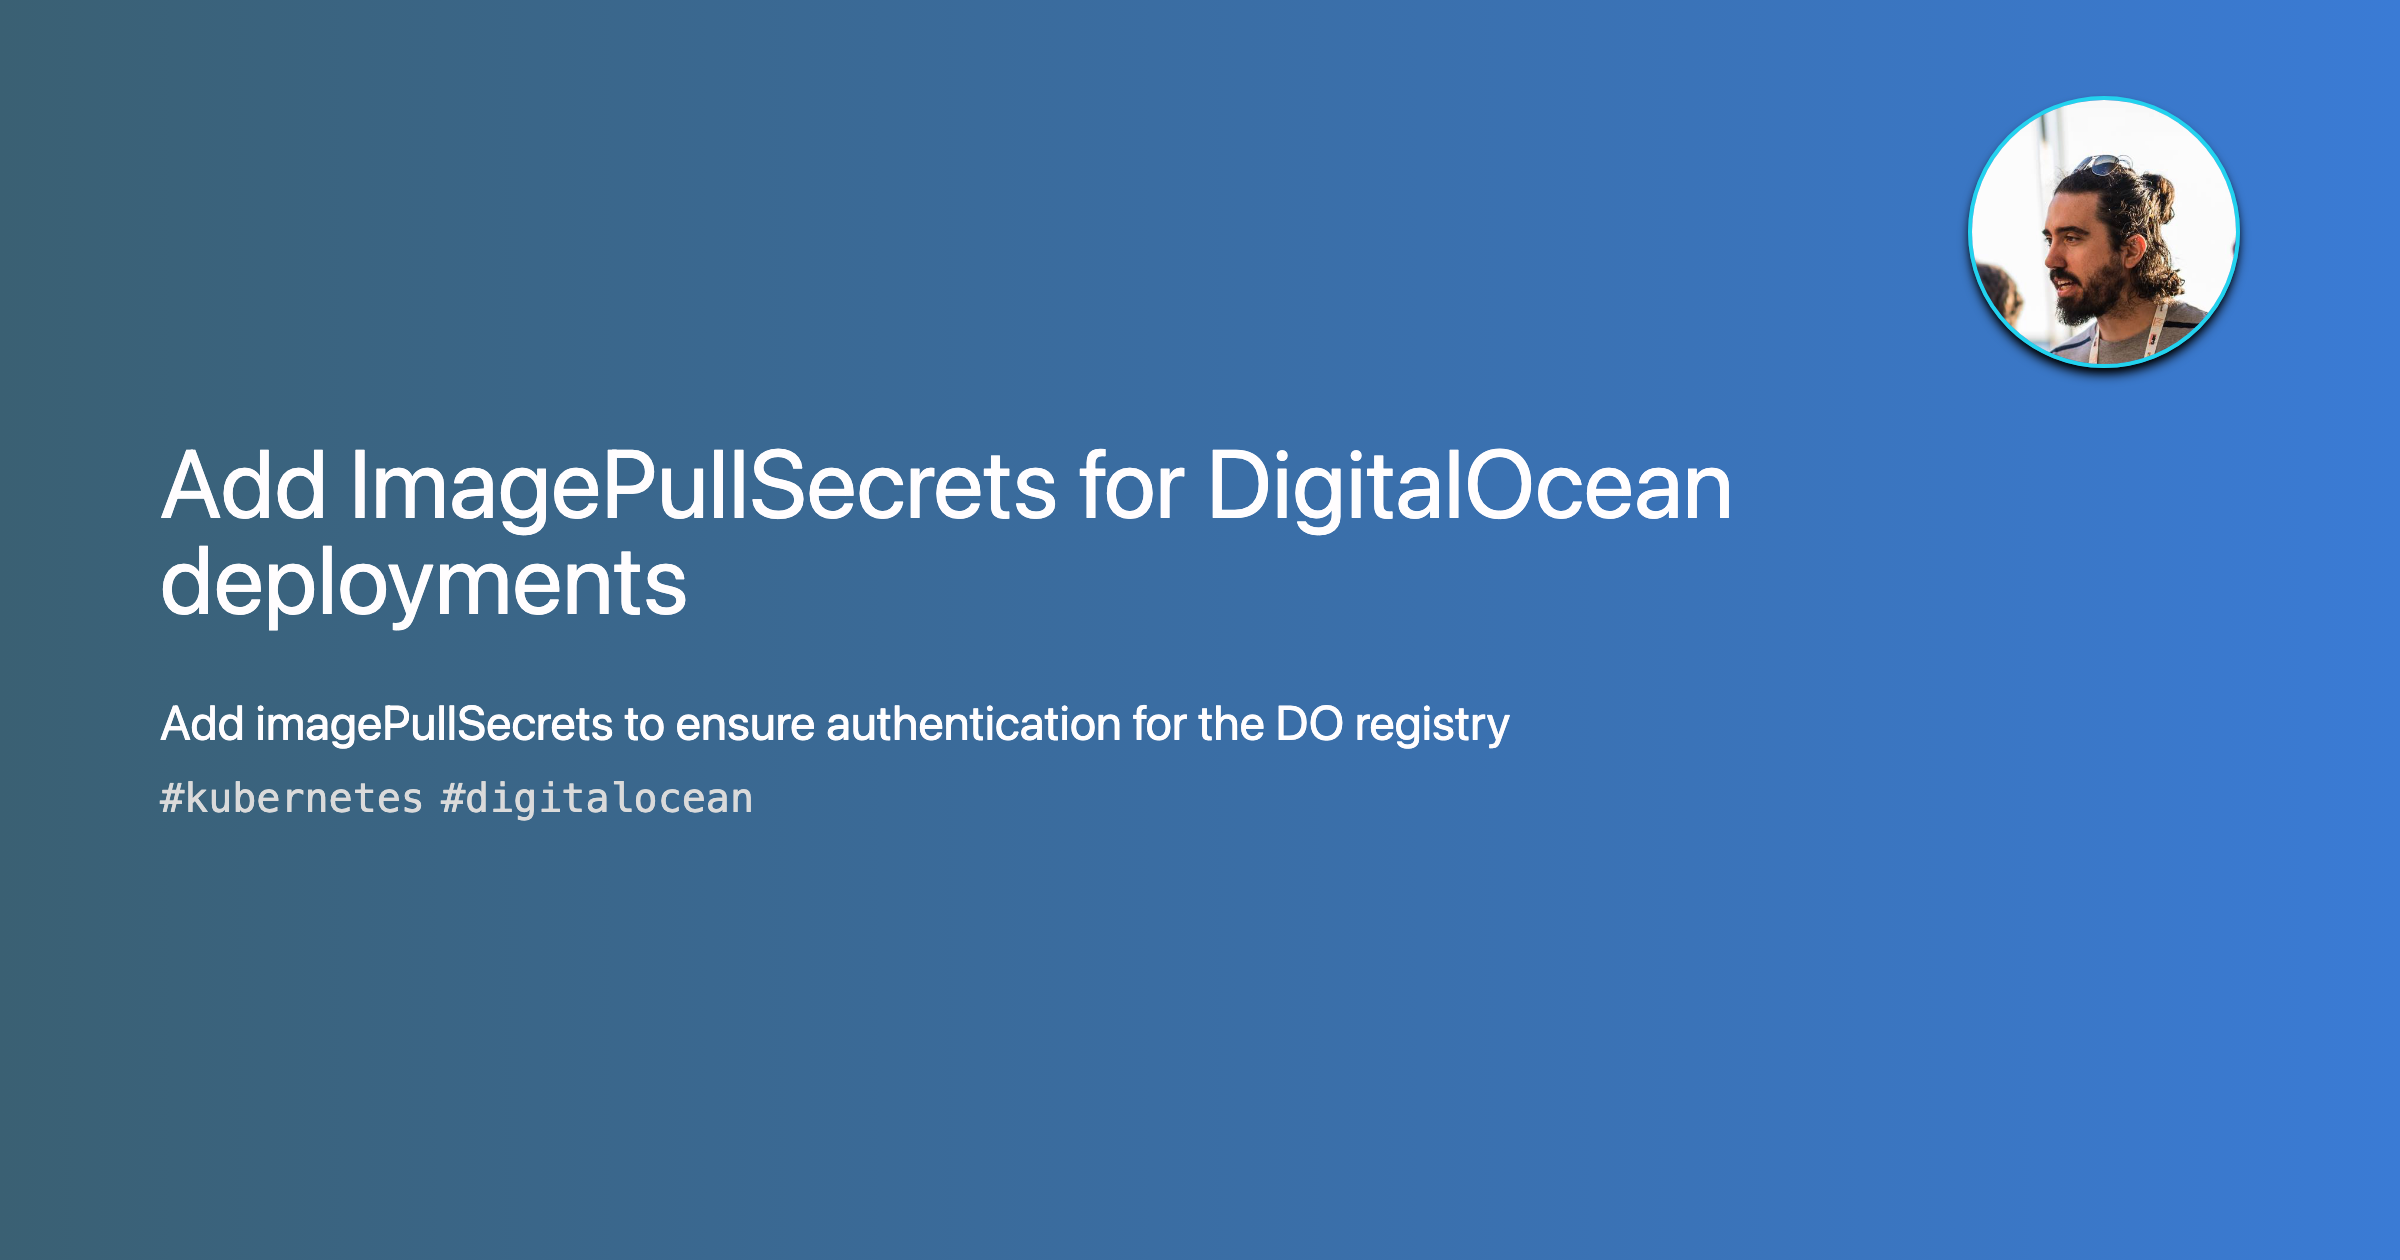 Add ImagePullSecrets for DigitalOcean
deployments
Add imagePullSecrets to ensure authentication for the DO registry
#kubernetes #digitalocean